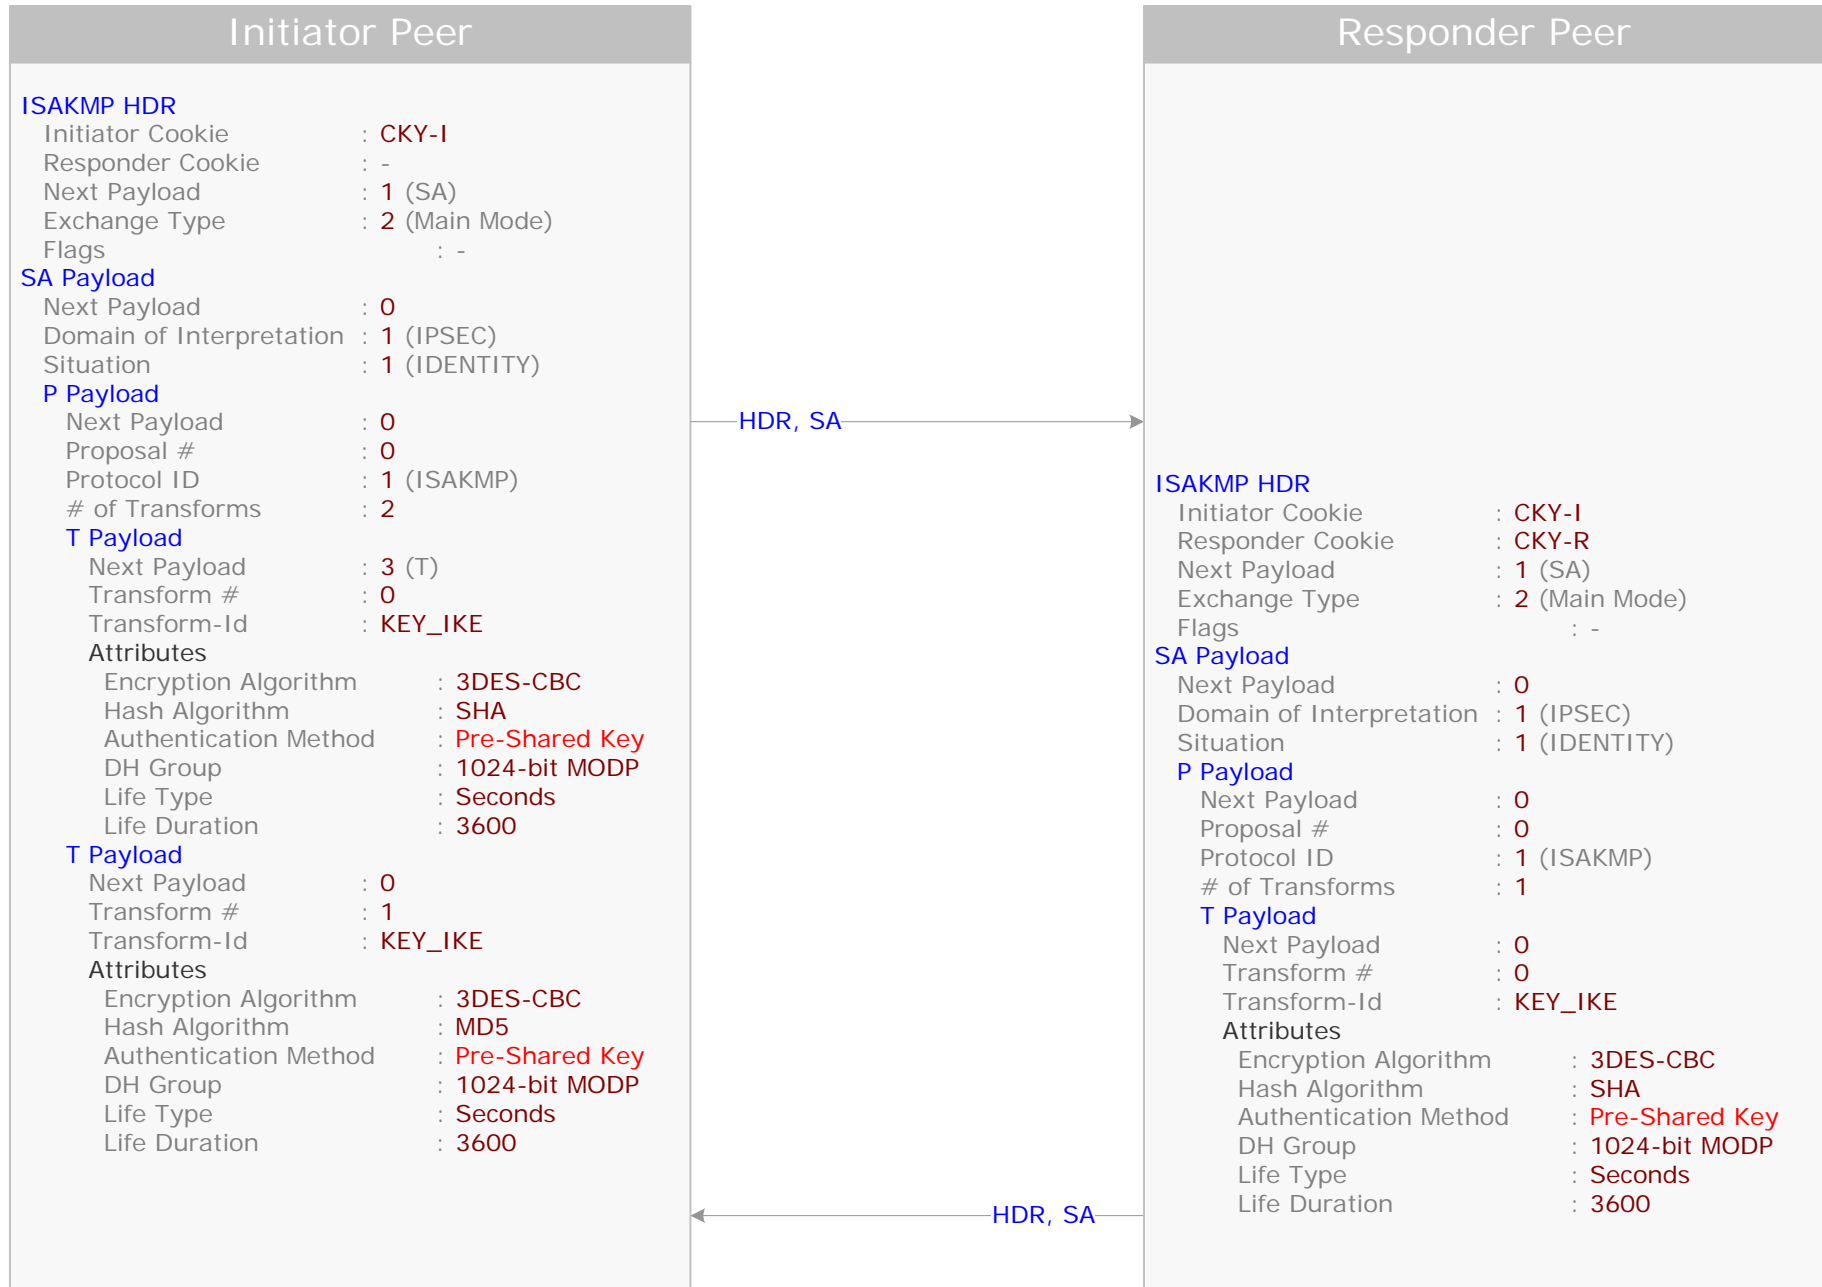 Initiator Peer
ISAKMP HDR
Initiator Cookie : CKY-I
Responder Cookie : -
Next Payload : 1 (SA)
Exchange Type : 2 (Main Mode)
Flags : -
SA Payload
Next Payload : 0
Domain of Interpretation : 1 (IPSEC)
Situation : 1 (IDENTITY)
P Payload
Next Payload : 0
Proposal # : 0
Protocol ID : 1 (ISAKMP)
# of Transforms : 2
T Payload
Next Payload : 3 (T)
Transform # : 0
Transform-Id : KEY_IKE
Attributes
Encryption Algorithm : 3DES-CBC
Hash Algorithm : SHA
Authentication Method : Pre-Shared Key
DH Group : 1024-bit MODP
Life Type : Seconds
Life Duration : 3600
T Payload
Next Payload : 0
Transform # : 1
Transform-Id : KEY_IKE
Attributes
Encryption Algorithm : 3DES-CBC
Hash Algorithm : MD5
Authentication Method : Pre-Shared Key
DH Group : 1024-bit MODP
Life Type : Seconds
Life Duration : 3600
HDR, SA
Responder Peer
ISAKMP HDR
Initiator Cookie : CKY-I
Responder Cookie : CKY-R
Next Payload : 1 (SA)
Exchange Type : 2 (Main Mode)
Flags : -
SA Payload
Next Payload : 0
Domain of Interpretation : 1 (IPSEC)
Situation : 1 (IDENTITY)
P Payload
Next Payload : 0
Proposal # : 0
Protocol ID : 1 (ISAKMP)
# of Transforms : 1
T Payload
Next Payload : 0
Transform # : 0
Transform-Id : KEY_IKE
Attributes
Encryption Algorithm : 3DES-CBC
Hash Algorithm : SHA
Authentication Method : Pre-Shared Key
DH Group : 1024-bit MODP
Life Type : Seconds
Life Duration : 3600
HDR, SA